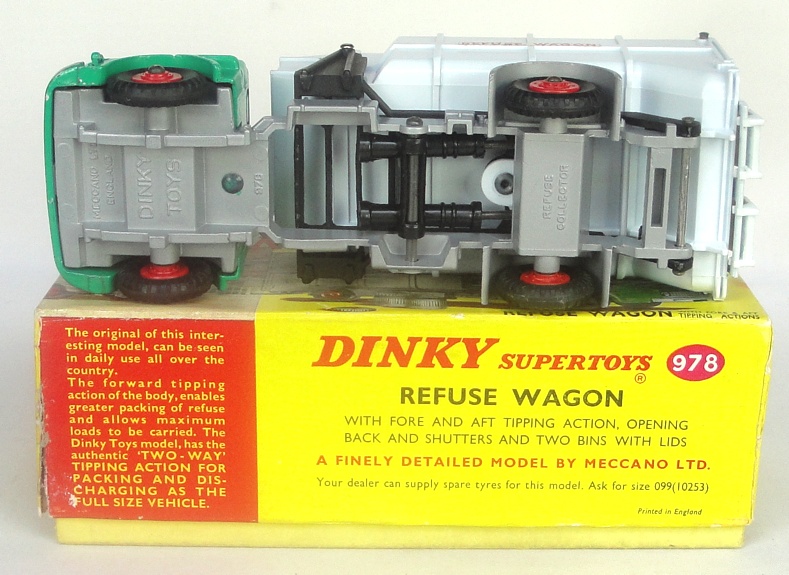 REFUSE WAGON
MECCANO LTD
ENGLAND
DINKY
TOYS
978
REFUSE
COLLECTOR
REFUSE WAGON
TIPPING ACTIONS
The original of this inter-
esting model, can be seen
in daily use all over the
country.
The forward tipping
action of the body, enables
greater packing of refuse
and allows maximum
loads to be carried. The
Dinky Toys model, has the
authentic 'TWO-WAY'
TIPPING ACTION FOR
PACKING AND DIS-
CHARGING AS THE
FULL SIZE VEHICLE.
DINKY SUPERTOYS ® 978
REFUSE WAGON
WITH FORE AND AFT TIPPING ACTION, OPENING
BACK AND SHUTTERS AND TWO BINS WITH LIDS
A FINELY DETAILED MODEL BY MECCANO LTD.
Your dealer can supply spare tyres for this model. Ask for size 099(10253)
Printed in England